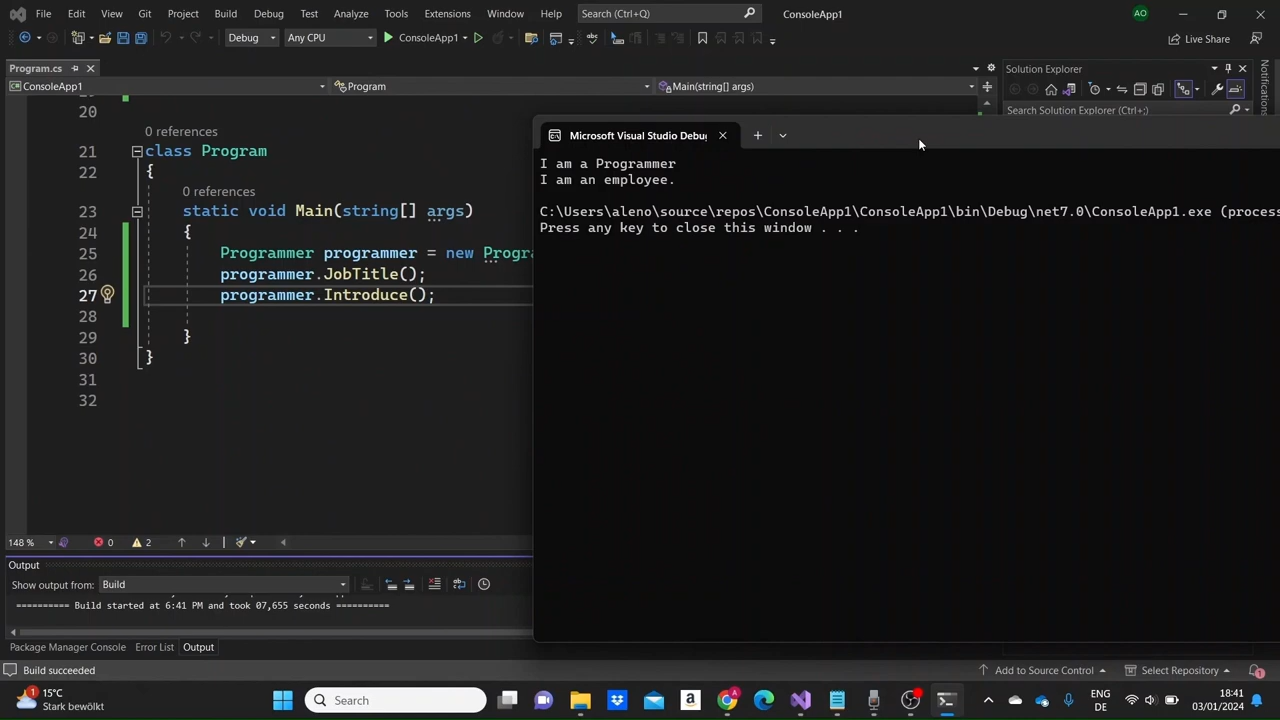 File Edit View Git Project Build Debug Test Analyze Tools Extensions Window Help Search (Ctrl+Q) ConsoleApp1 AO
Debug Any CPU ConsoleApp1 Live Share
Program.cs
ConsoleApp1 Program Main(string[] args)
Solution Explorer
Search Solution Explorer (Ctrl+;)
Notifications
20
0 references
21 class Program
22 {
0 references
23 static void Main(string[] args)
24 {
25 Programmer programmer = new Progra
26 programmer.JobTitle();
27 programmer.Introduce();
28
29 }
30 }
31
32
Microsoft Visual Studio Debug
I am a Programmer
I am an employee.
C:\Users\aleno\source\repos\ConsoleApp1\ConsoleApp1\bin\Debug\net7.0\ConsoleApp1.exe (process
Press any key to close this window . . .
148 % 0 2
Output
Show output from: Build
========== Build started at 6:41 PM and took 07,655 seconds ==========
Package Manager Console Error List Output
Build succeeded Add to Source Control Select Repository 1
1 15°C
Stark bewölkt
Search
ENG
DE
18:41
03/01/2024